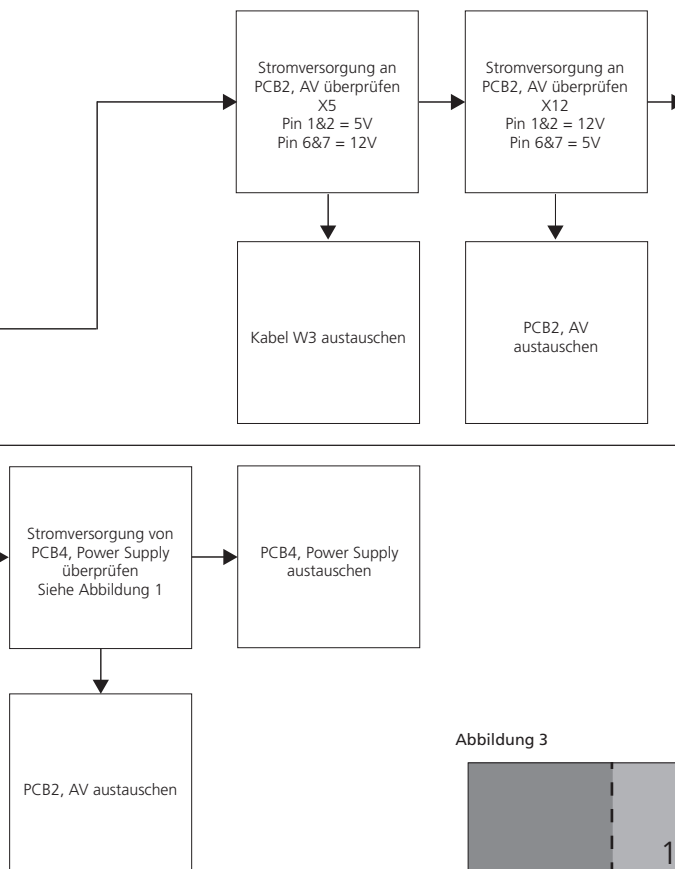 Stromversorgung an
PCB2, AV überprüfen
X5
Pin 1&2 = 5V
Pin 6&7 = 12V
Stromversorgung an
PCB2, AV überprüfen
X12
Pin 1&2 = 12V
Pin 6&7 = 5V
Kabel W3 austauschen
PCB2, AV
austauschen
Stromversorgung von
PCB4, Power Supply
überprüfen
Siehe Abbildung 1
PCB4, Power Supply
austauschen
PCB2, AV austauschen
Abbildung 3
1